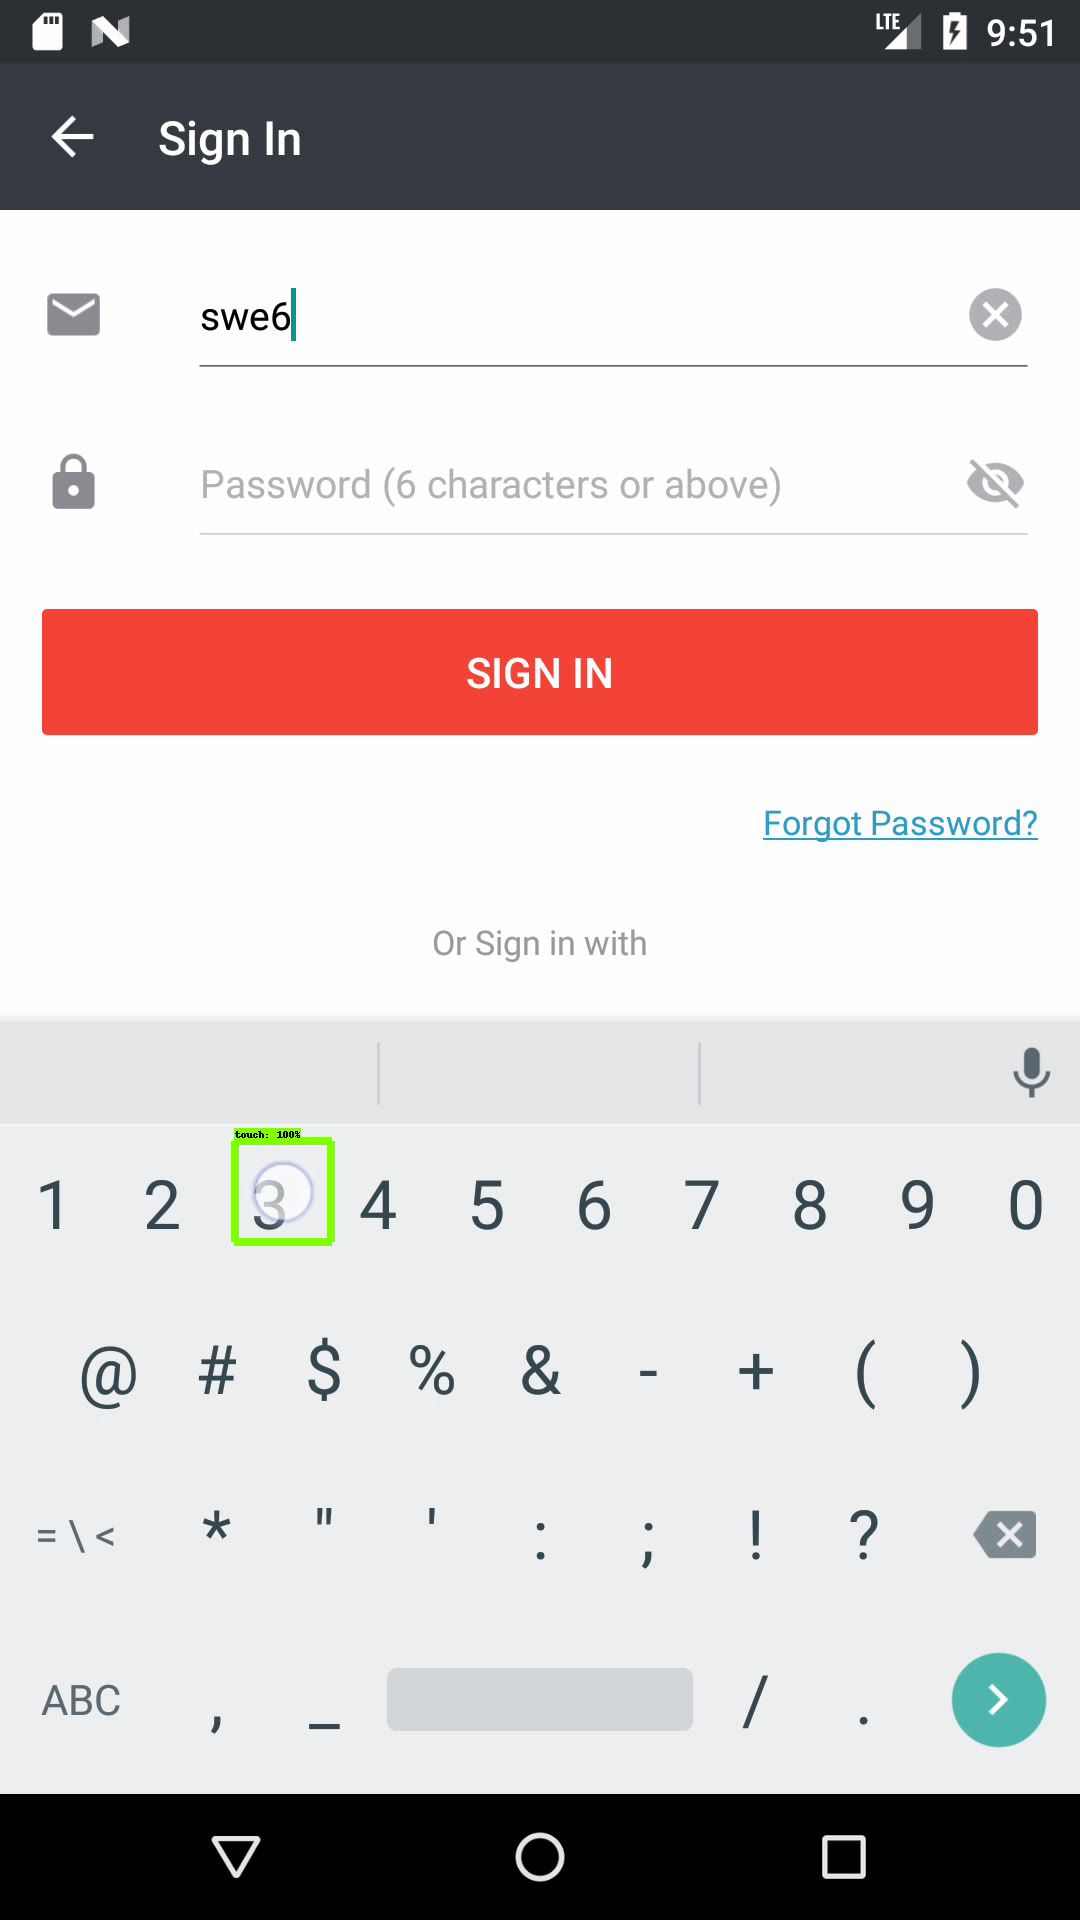 LTE 9:51
Sign In
swe6
Password (6 characters or above)
SIGN IN
Forgot Password?
Or Sign in with
touch: 100%
1 2 3 4 5 6 7 8 9 0
@ # $ % & - + ( )
= \ < * " ' : ; ! ?
ABC , _ / .